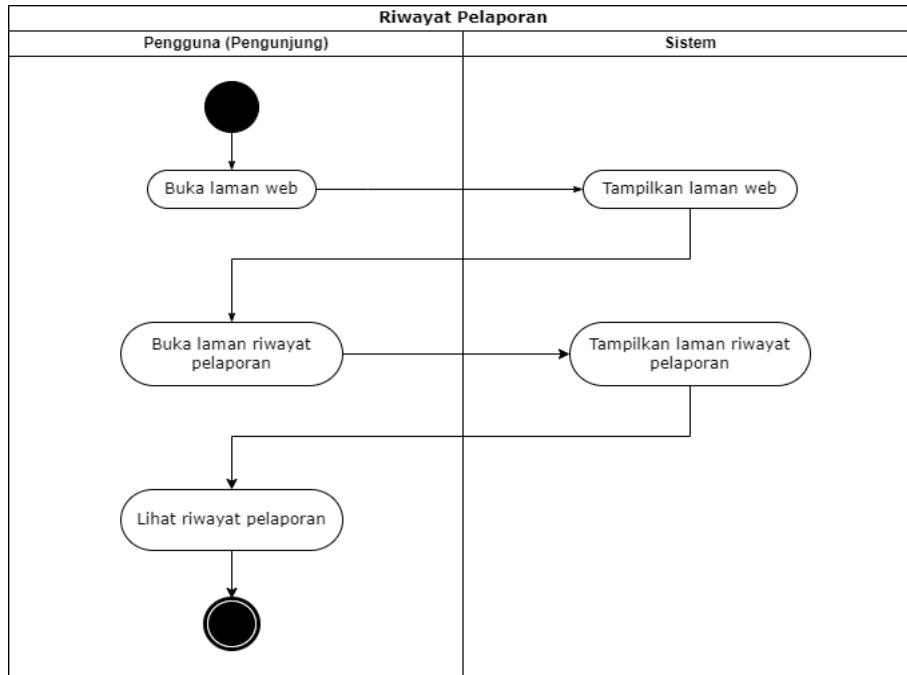 Riwayat Pelaporan
Pengguna (Pengunjung)
Sistem
Buka laman web
Tampilkan laman web
Buka laman riwayat
pelaporan
Tampilkan laman riwayat
pelaporan
Lihat riwayat pelaporan